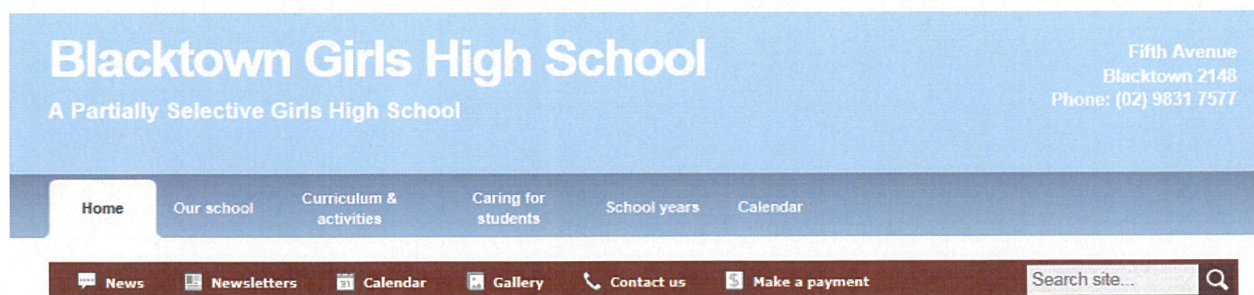 Blacktown Girls High School
A Partially Selective Girls High School
Fifth Avenue
Blacktown 2148
Phone: (02) 9831 7577
Home
Our school
Curriculum &
activities
Caring for
students
School years
Calendar
News
Newsletters
31
Calendar
Gallery
Contact us
$
Make a payment
Search site...